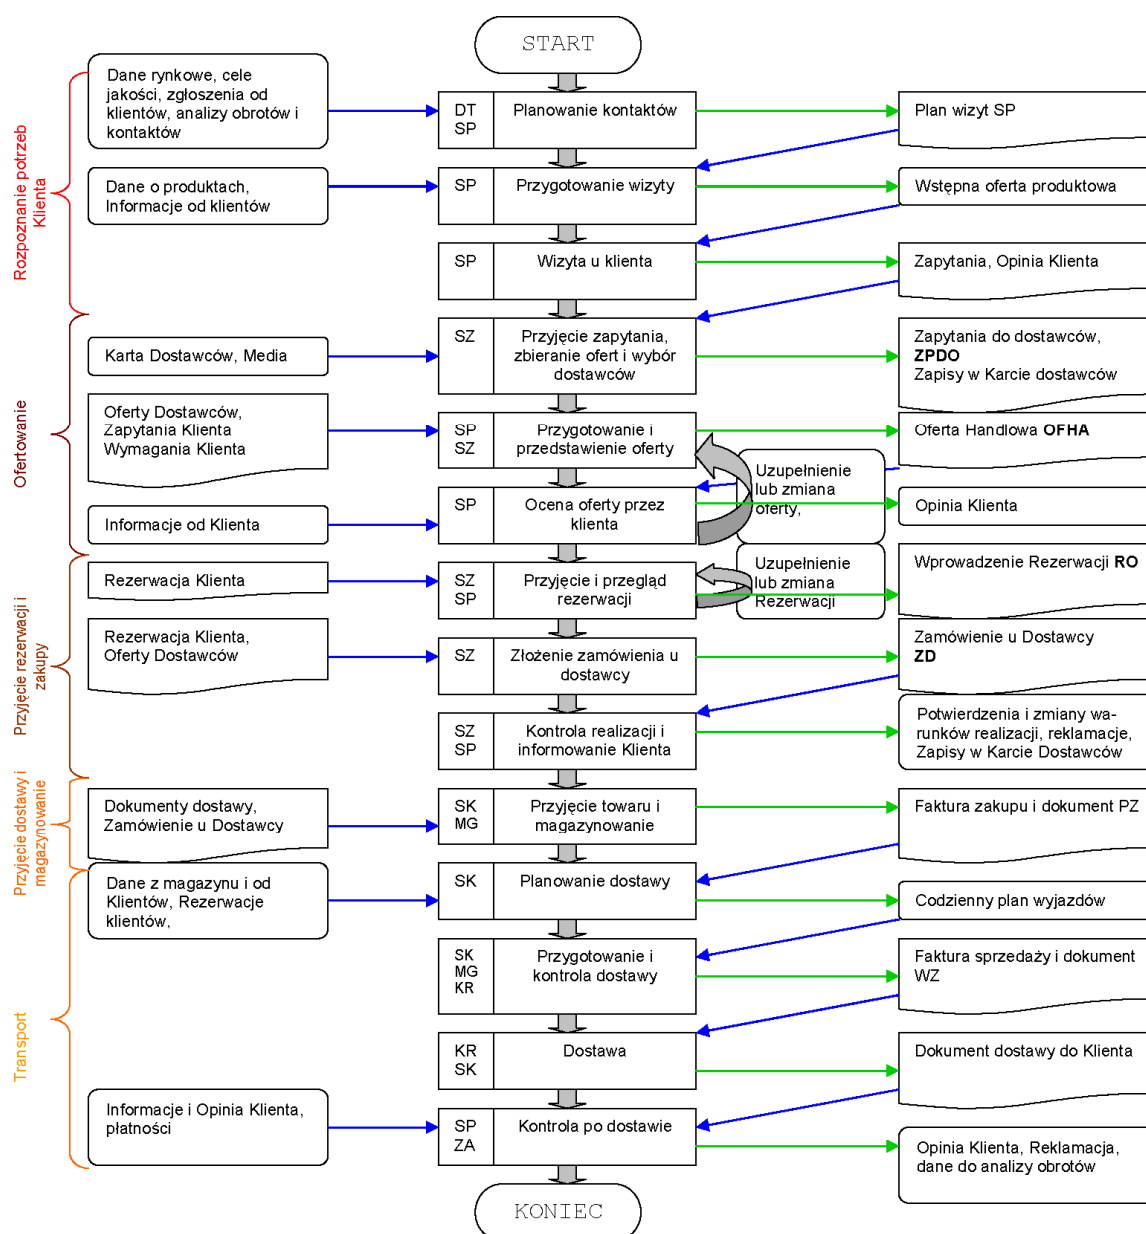 START
Rozpoznanie potrzeb
Klienta
Dane rynkowe, cele
jakości, zgłoszenia od
klientów, analizy obrotów i
kontaktów
DT
SP
Planowanie kontaktów
Plan wizyt SP
Dane o produktach,
Informacje od klientów
SP
Przygotowanie wizyty
Wstępna oferta produktowa
SP
Wizyta u klienta
Zapytania, Opinia Klienta
Ofertowanie
Karta Dostawców, Media
SZ
Przyjęcie zapytania,
zbieranie ofert i wybór
dostawców
Zapytania do dostawców,
ZPDO
Zapisy w Karcie dostawców
Oferty Dostawców,
Zapytania Klienta
Wymagania Klienta
SP
SZ
Przygotowanie i
przedstawienie oferty
Oferta Handlowa OFHA
Uzupełnienie
lub zmiana
oferty,
Informacje od Klienta
SP
Ocena oferty przez
klienta
Opinia Klienta
Przyjęcie rezerwacji i
zakupy
Rezerwacja Klienta
SZ
SP
Przyjęcie i przegląd
rezerwacji
Uzupełnienie
lub zmiana
Rezerwacji
Wprowadzenie Rezerwacji RO
Rezerwacja Klienta,
Oferty Dostawców
SZ
Złożenie zamówienia u
dostawcy
Zamówienie u Dostawcy
ZD
SZ
SP
Kontrola realizacji i
informowanie Klienta
Potwierdzenia i zmiany wa-
runków realizacji, reklamacje,
Zapisy w Karcie Dostawców
Przyjęcie dostawy i
magazynowanie
Dokumenty dostawy,
Zamówienie u Dostawcy
SK
MG
Przyjęcie towaru i
magazynowanie
Faktura zakupu i dokument PZ
Transport
Dane z magazynu i od
Klientów, Rezerwacje
klientów,
SK
Planowanie dostawy
Codzienny plan wyjazdów
SK
MG
KR
Przygotowanie i
kontrola dostawy
Faktura sprzedaży i dokument
WZ
KR
SK
Dostawa
Dokument dostawy do Klienta
Informacje i Opinia Klienta,
płatności
SP
ZA
Kontrola po dostawie
Opinia Klienta, Reklamacja,
dane do analizy obrotów
KONIEC